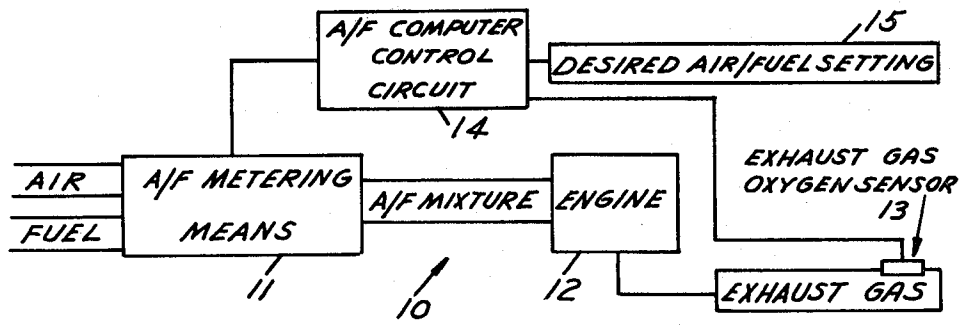 A/F COMPUTER
CONTROL
CIRCUIT
14
15
DESIRED AIR/FUEL SETTING
AIR
FUEL
A/F METERING
MEANS
11
A/F MIXTURE
10
ENGINE
12
EXHAUST GAS
OXYGEN SENSOR
13
EXHAUST GAS